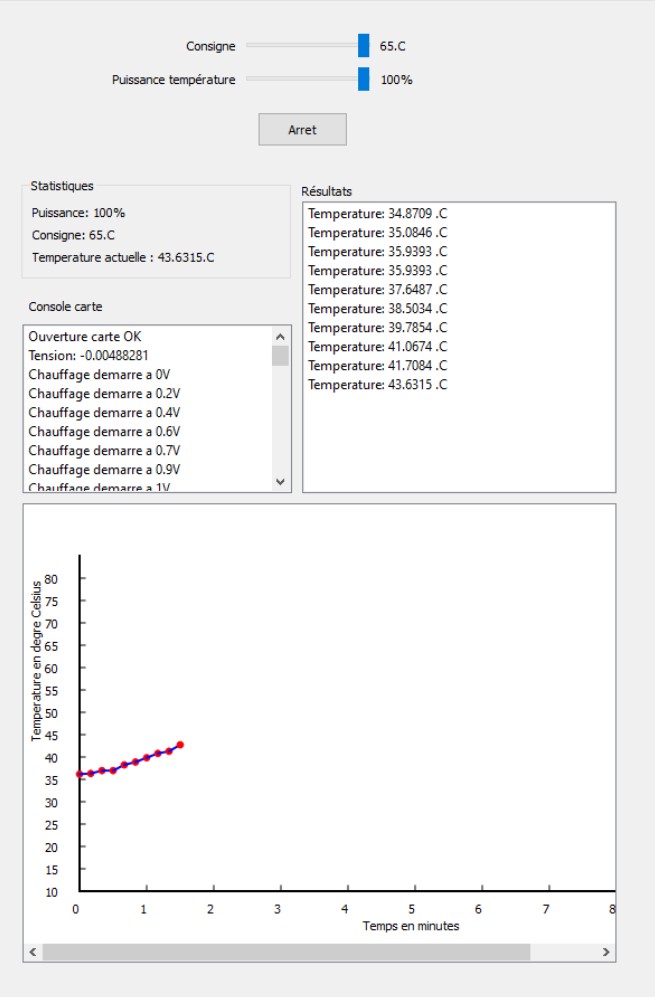 Consigne 65.C
Puissance température 100%
Arret
Statistiques
Puissance: 100%
Consigne: 65.C
Temperature actuelle : 43.6315.C
Résultats
Temperature: 34.8709 .C
Temperature: 35.0846 .C
Temperature: 35.9393 .C
Temperature: 35.9393 .C
Temperature: 37.6487 .C
Temperature: 38.5034 .C
Temperature: 39.7854 .C
Temperature: 41.0674 .C
Temperature: 41.7084 .C
Temperature: 43.6315 .C
Console carte
Ouverture carte OK
Tension: -0.00488281
Chauffage demarre a 0V
Chauffage demarre a 0.2V
Chauffage demarre a 0.4V
Chauffage demarre a 0.6V
Chauffage demarre a 0.7V
Chauffage demarre a 0.9V
Chauffage demarre a 1V
Temperature en degre Celsius
80
75
70
65
60
55
50
45
40
35
30
25
20
15
10
0 1 2 3 4 5 6 7 8
Temps en minutes